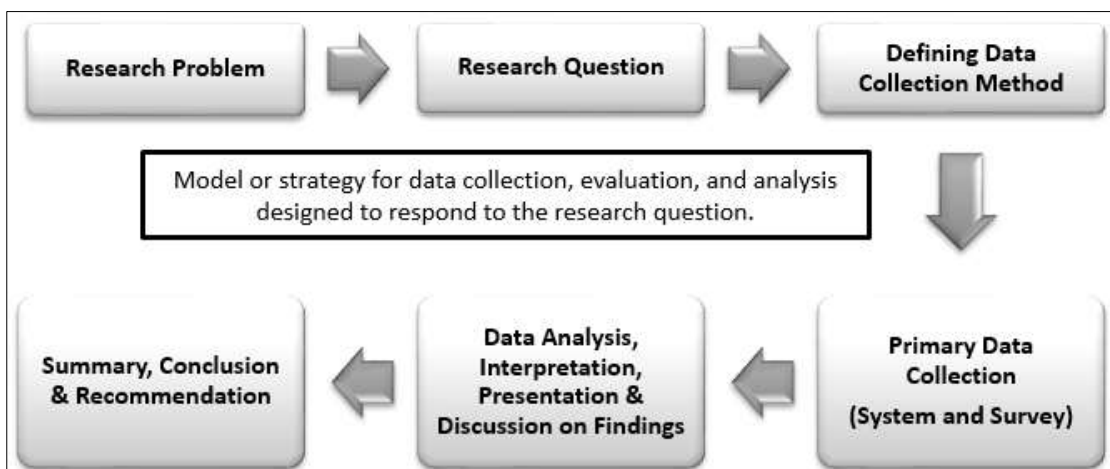 Research Problem
Research Question
Defining Data
Collection Method
Model or strategy for data collection, evaluation, and analysis
designed to respond to the research question.
Primary Data
Collection
(System and Survey)
Data Analysis,
Interpretation,
Presentation &
Discussion on Findings
Summary, Conclusion
& Recommendation